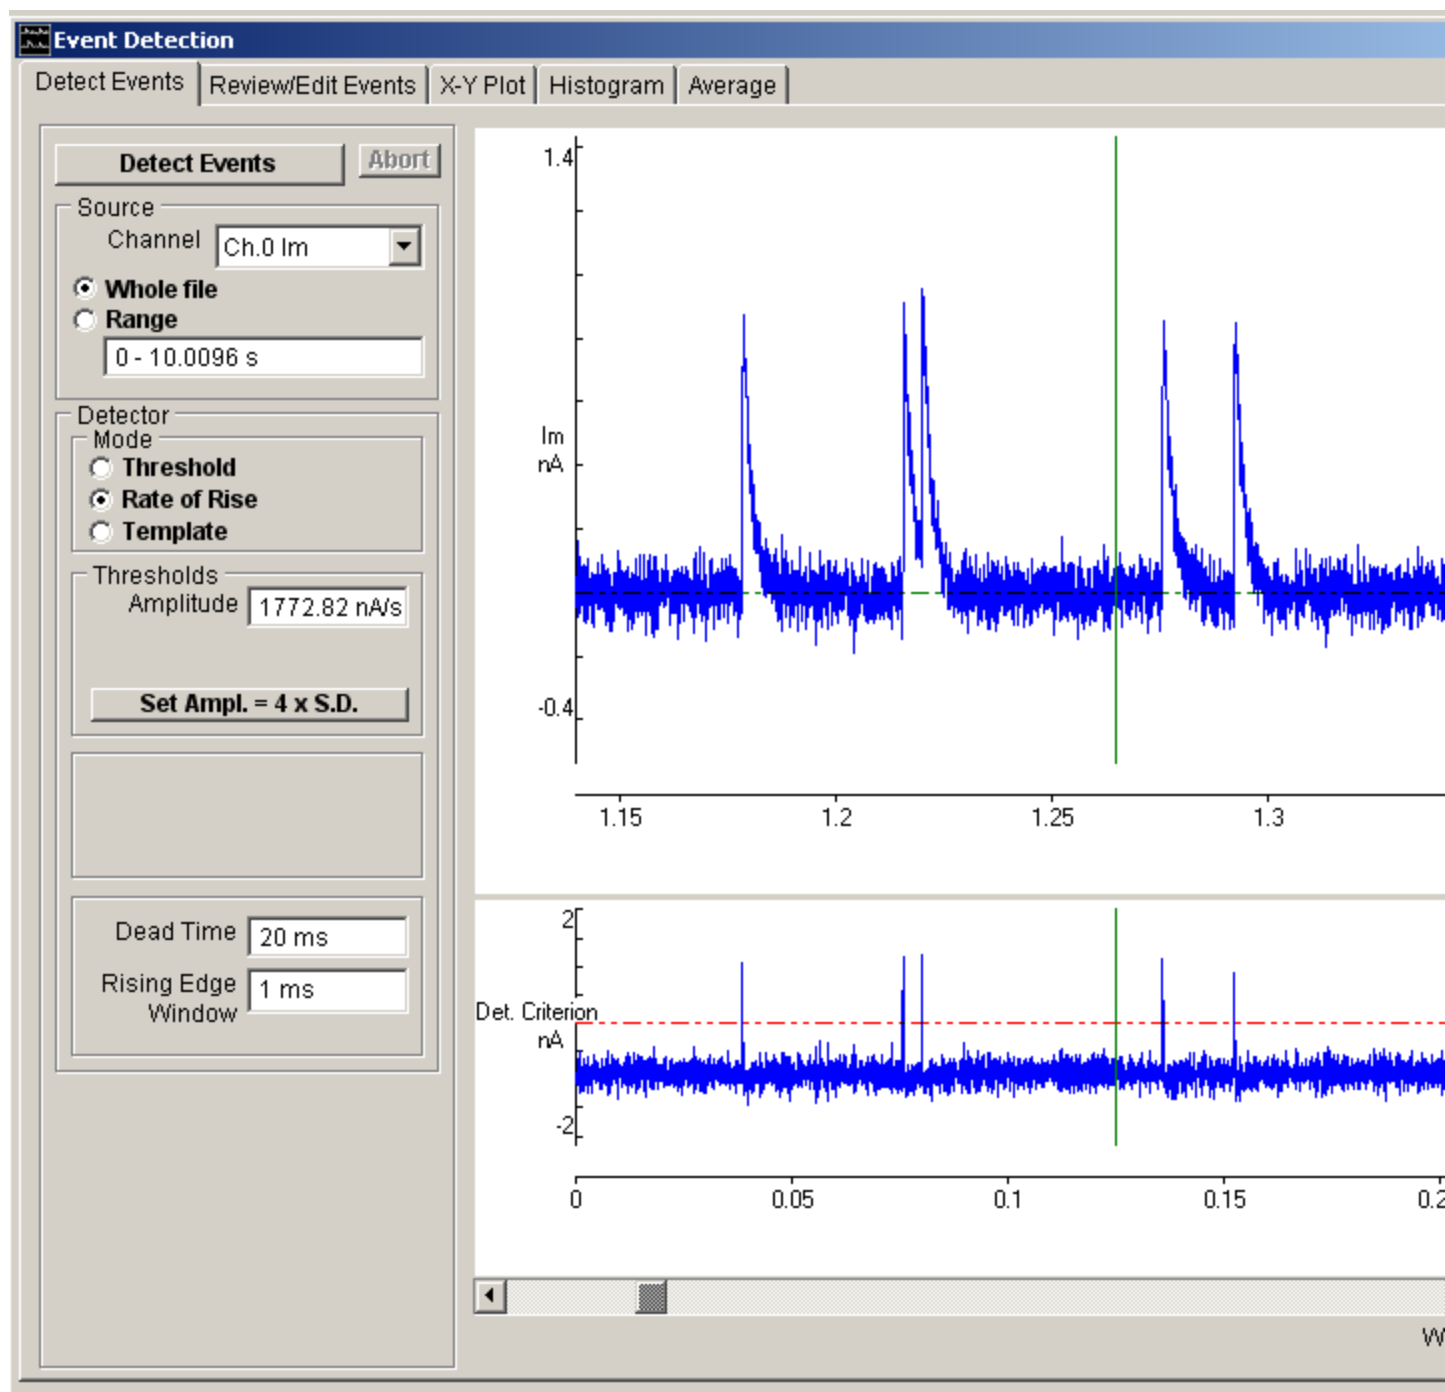 Event Detection
Detect Events Review/Edit Events X-Y Plot Histogram Average
Detect Events Abort
Source
Channel Ch.0 Im
Whole file
Range
0 - 10.0096 s
Detector
Mode
Threshold
Rate of Rise
Template
Thresholds
Amplitude 1772.82 nA/s
Set Ampl. = 4 x S.D.
Dead Time 20 ms
Rising Edge
Window 1 ms
1.4
Im
nA
-0.4
1.15 1.2 1.25 1.3
2
Det. Criterion
nA
-2
0 0.05 0.1 0.15 0.2
W